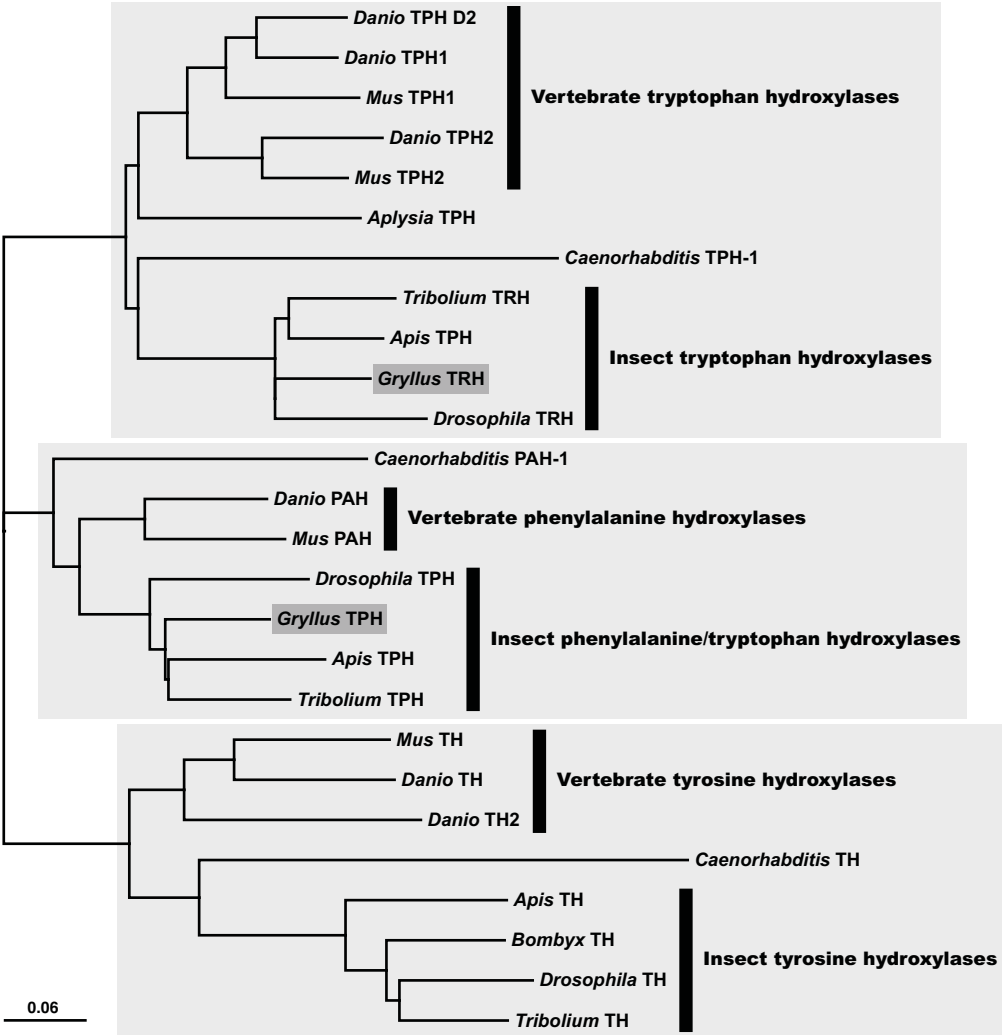 Danio TPH D2
Danio TPH1
Mus TPH1
Vertebrate tryptophan hydroxylases
Danio TPH2
Mus TPH2
Aplysia TPH
Caenorhabditis TPH-1
Tribolium TRH
Apis TPH
Insect tryptophan hydroxylases
Gryllus TRH
Drosophila TRH
Caenorhabditis PAH-1
Danio PAH
Vertebrate phenylalanine hydroxylases
Mus PAH
Drosophila TPH
Gryllus TPH
Insect phenylalanine/tryptophan hydroxylases
Apis TPH
Tribolium TPH
Mus TH
Danio TH
Vertebrate tyrosine hydroxylases
Danio TH2
Caenorhabditis TH
Apis TH
Bombyx TH
Insect tyrosine hydroxylases
Drosophila TH
Tribolium TH
0.06